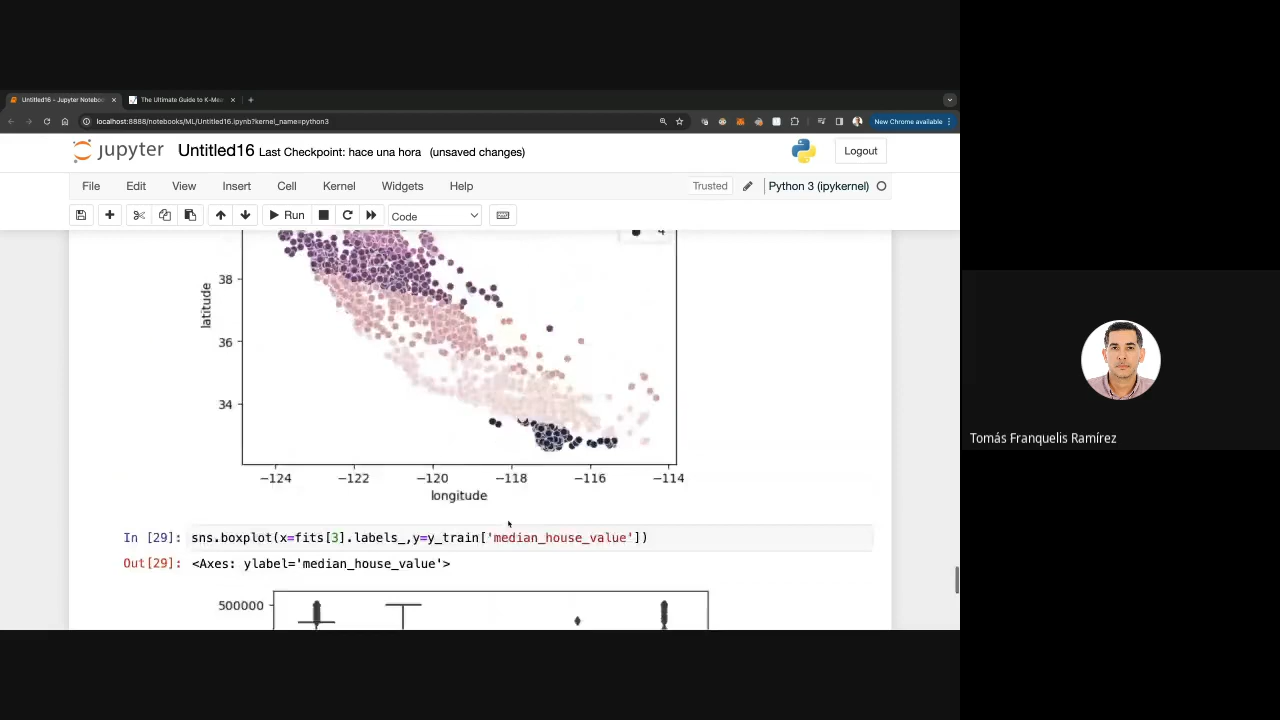 Untitled16 - Jupyter Noteboo
The Ultimate Guide to K-Me
localhost:8888/notebooks/ML/Untitled16.ipynb?kernel_name=python3
New Chrome available
jupyter Untitled16 Last Checkpoint: hace una hora (unsaved changes)
Logout
File Edit View Insert Cell Kernel Widgets Help
Trusted
Python 3 (ipykernel)
Run
Code
4
38
36
34
latitude
−124 −122 −120 −118 −116 −114
longitude
In [29]: sns.boxplot(x=fits[3].labels_,y=y_train['median_house_value'])
Out[29]: <Axes: ylabel='median_house_value'>
500000
Tomás Franquelis Ramírez